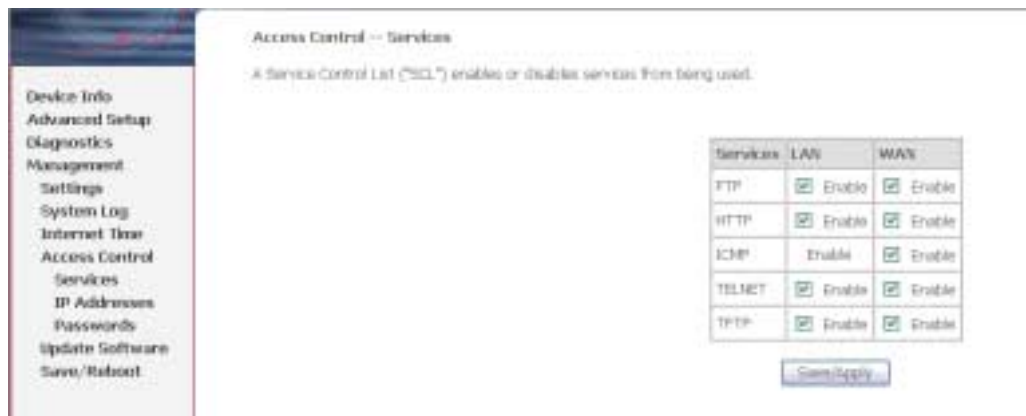 Access Control -- Services
A Service Control List ("SCL") enables or disables services from being used.
Device Info
Advanced Setup
Diagnostics
Management
Settings
System Log
Internet Time
Access Control
Services
IP Addresses
Passwords
Update Software
Save/Reboot
Services LAN WAN
FTP Enable Enable
HTTP Enable Enable
ICMP Enable Enable
TELNET Enable Enable
TFTP Enable Enable
Save/Apply